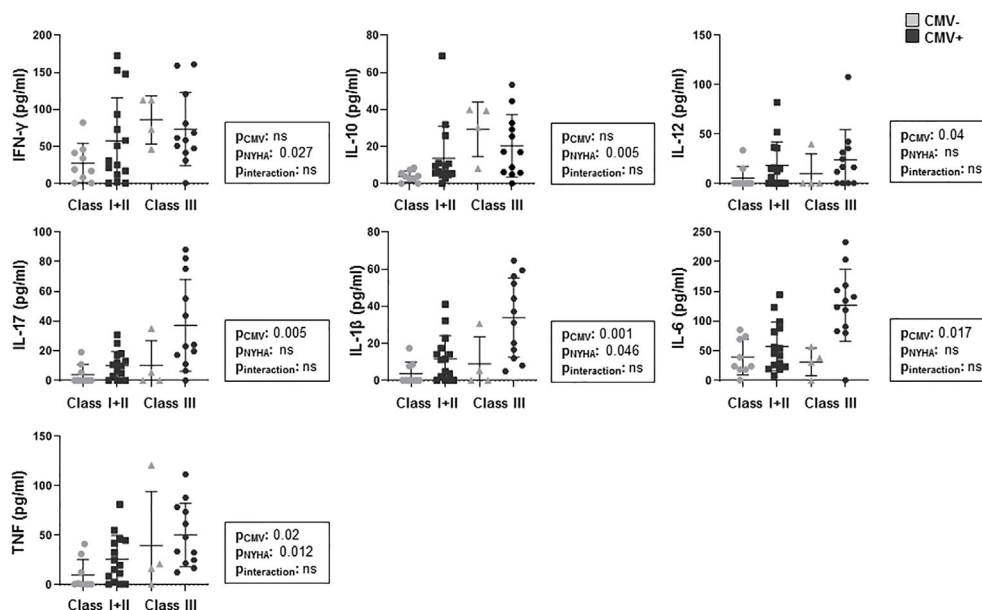 CMV-
CMV+
IFN-γ (pg/ml)
200
150
100
50
0
Class I+II Class III
pCMV: ns
pNYHA: 0.027
pinteraction: ns
IL-10 (pg/ml)
80
60
40
20
0
Class I+II Class III
pCMV: ns
pNYHA: 0.005
pinteraction: ns
IL-12 (pg/ml)
150
100
50
0
Class I+II Class III
pCMV: 0.04
pNYHA: ns
pinteraction: ns
IL-17 (pg/ml)
100
80
60
40
20
0
Class I+II Class III
pCMV: 0.005
pNYHA: ns
pinteraction: ns
IL-1β (pg/ml)
80
60
40
20
0
Class I+II Class III
pCMV: 0.001
pNYHA: 0.046
pinteraction: ns
IL-6 (pg/ml)
250
200
150
100
50
0
Class I+II Class III
pCMV: 0.017
pNYHA: ns
pinteraction: ns
TNF (pg/ml)
150
100
50
0
Class I+II Class III
pCMV: 0.02
pNYHA: 0.012
pinteraction: ns